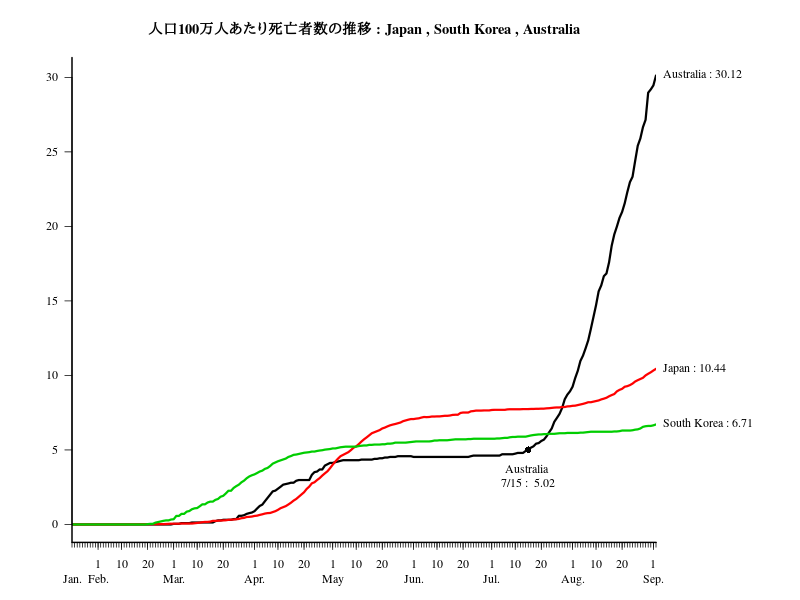 人口100万人あたり死亡者数の推移 : Japan , South Korea , Australia
30
25
20
15
10
5
0
Australia : 30.12
Japan : 10.44
South Korea : 6.71
Australia
7/15 : 5.02
1 10 20 1 10 20 1 10 20 1 10 20 1 10 20 1 10 20 1 10 20 1
Jan. Feb. Mar. Apr. May Jun. Jul. Aug. Sep.